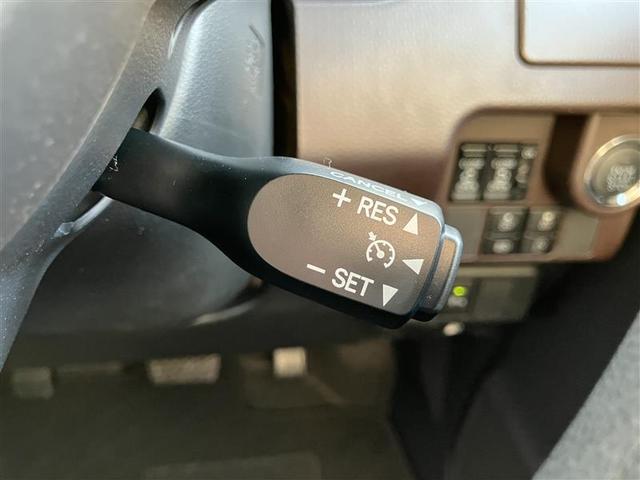 CANCEL
+ RES ▲
− SET ▼